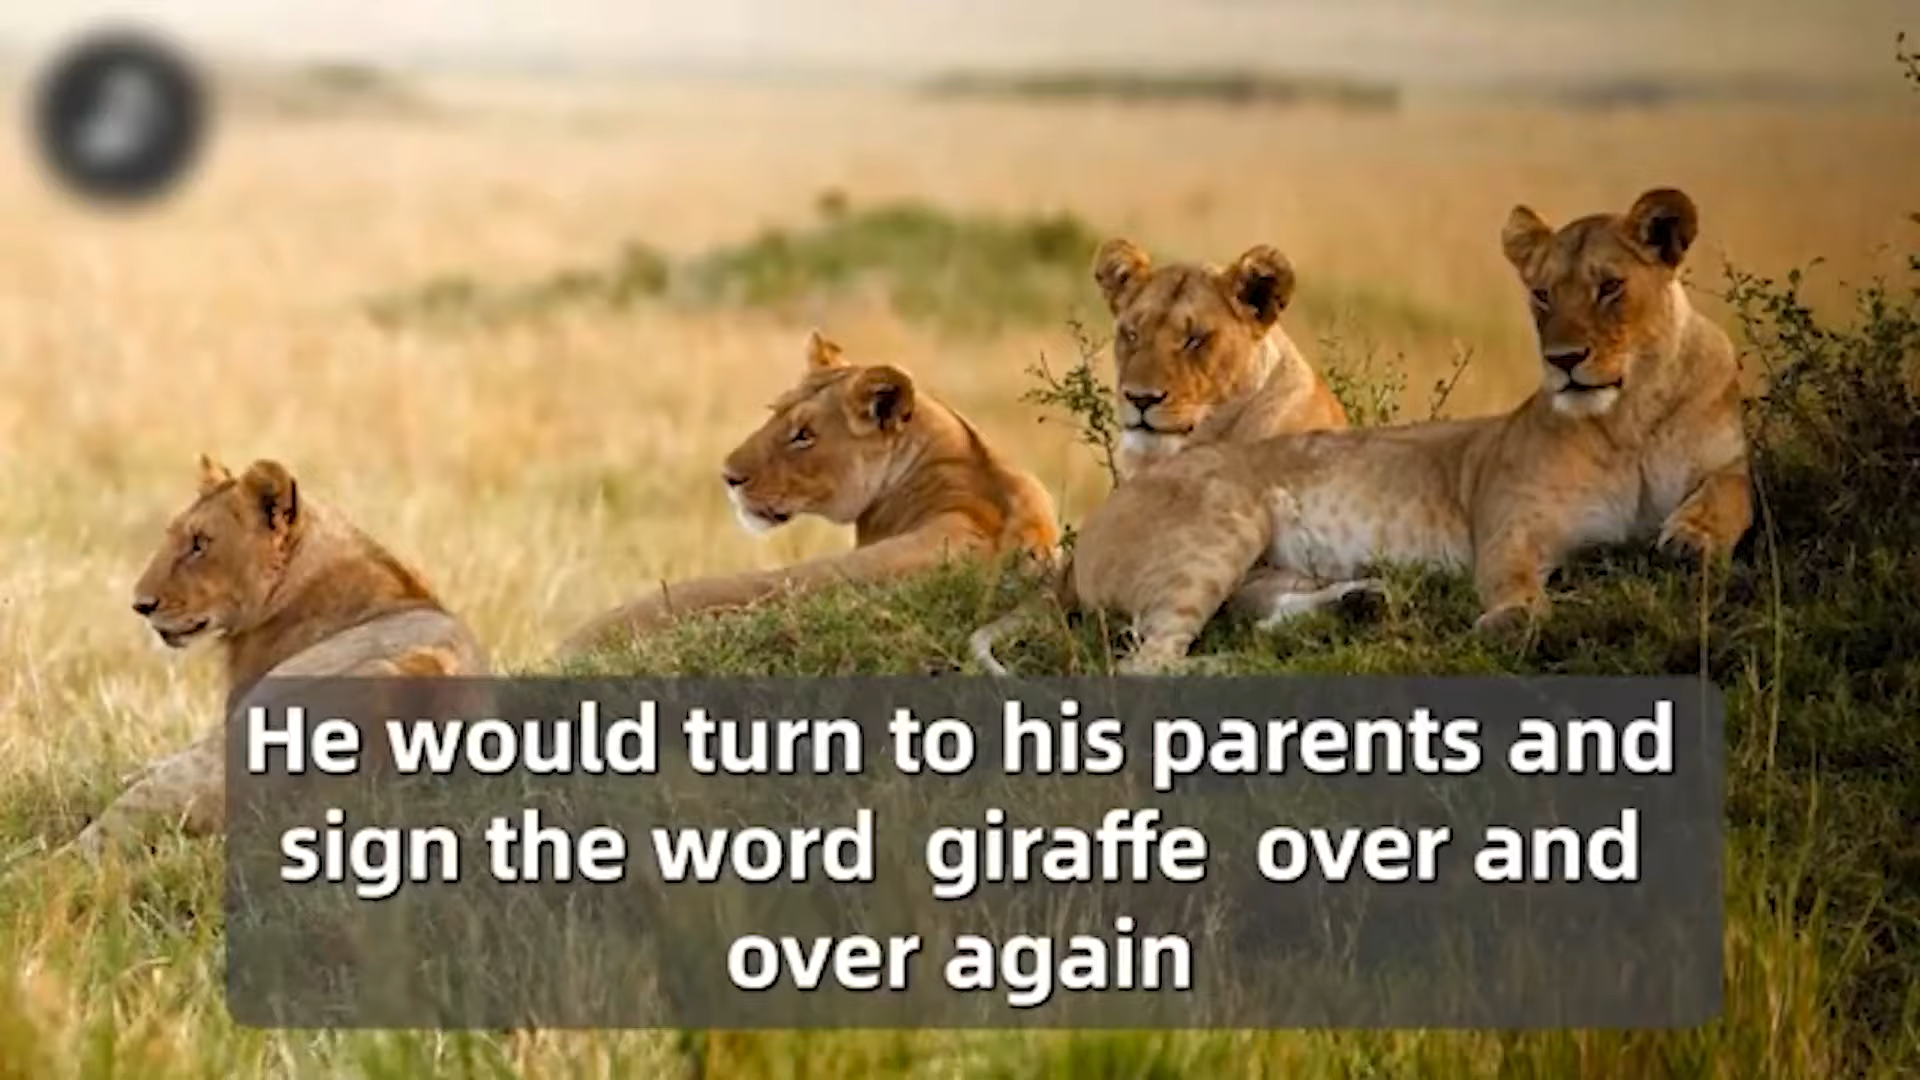 He would turn to his parents and
sign the word  giraffe  over and
over again